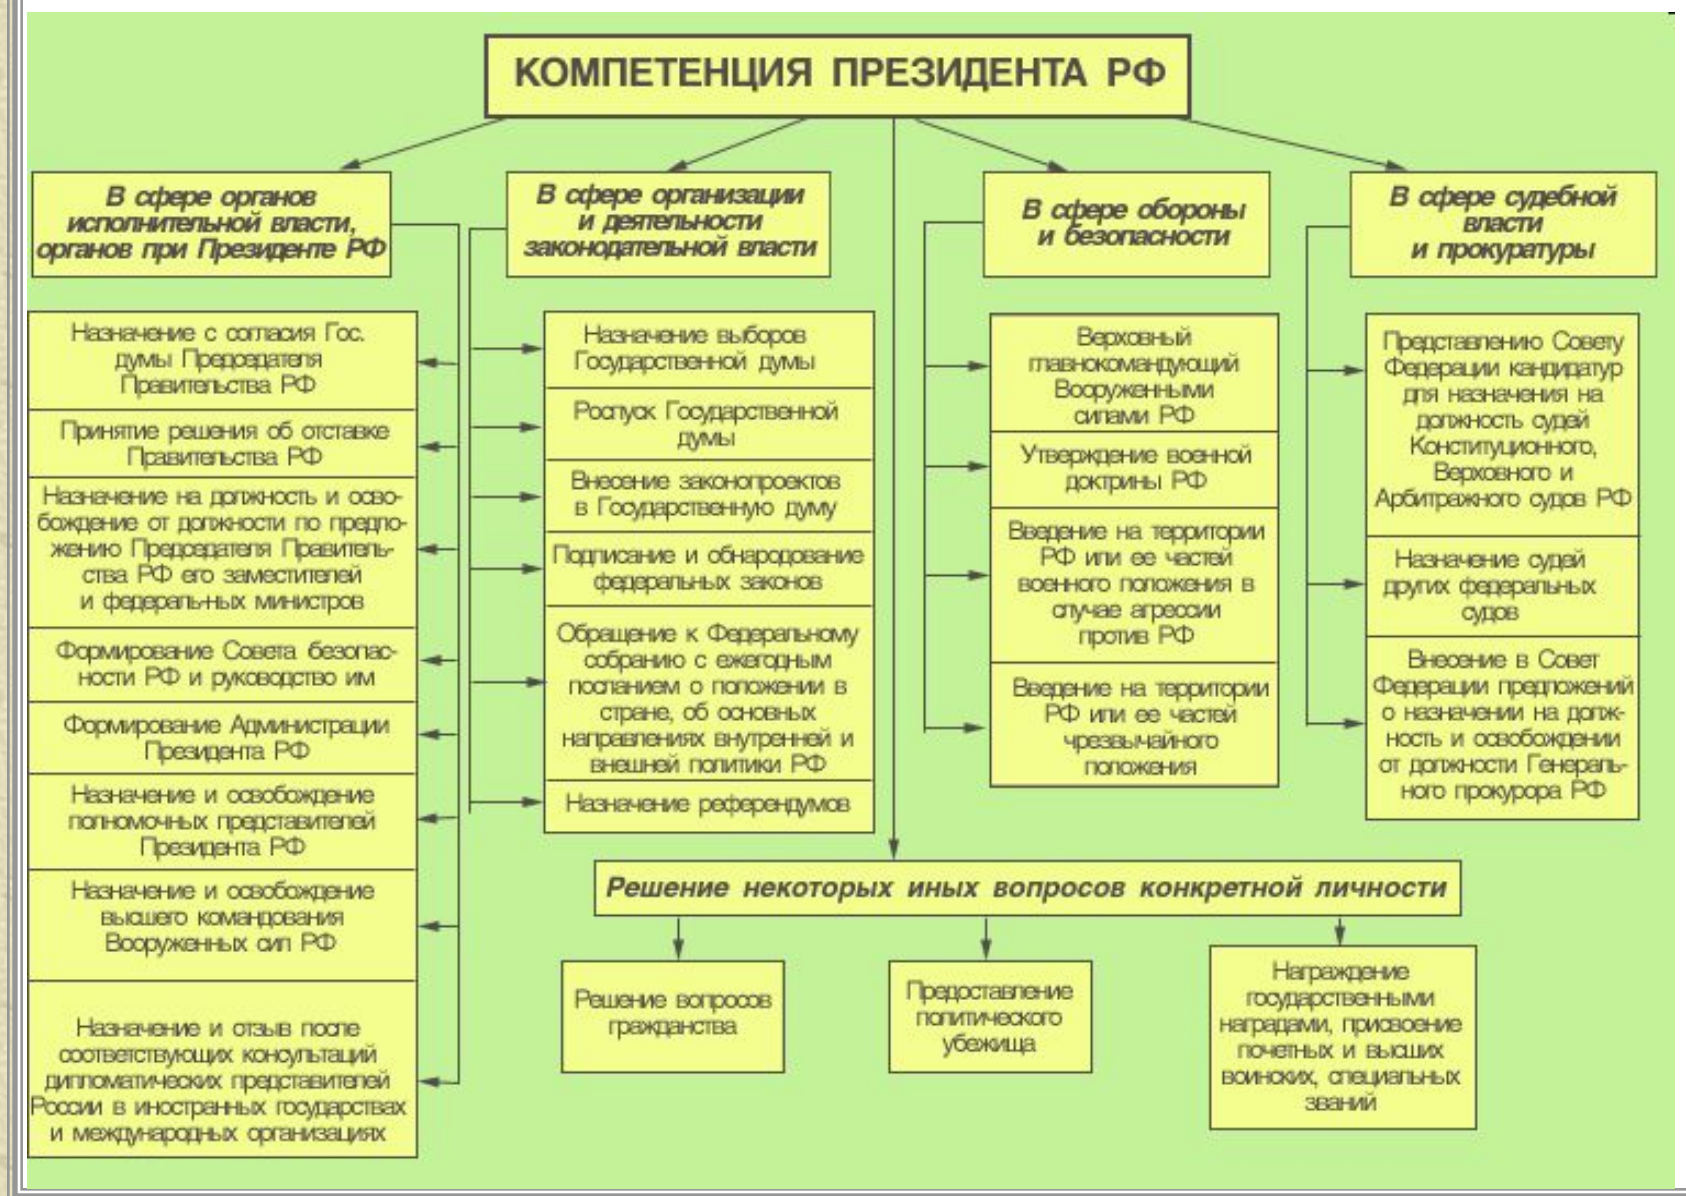 КОМПЕТЕНЦИЯ ПРЕЗИДЕНТА РФ
В сфере органов
исполнительной власти,
органов при Президенте РФ
Назначение с согласия Гос.
думы Председателя
Правительства РФ
Принятие решения об отставке
Правительства РФ
Назначение на должность и осво-
бождение от должности по предло-
жению Председателя Правитель-
ства РФ его заместителей
и федераль-ных министров
Формирование Совета безопас-
ности РФ и руководство им
Формирование Администрации
Президента РФ
Назначение и освобождение
полномочных представителей
Президента РФ
Назначение и освобождение
высшего командования
Вооруженных сил РФ
Назначение и отзыв после
соответствующих консультаций
дипломатических представителей
России в иностранных государствах
и международных организациях
В сфере организации
и деятельности
законодательной власти
Назначение выборов
Государственной думы
Роспуск Государственной
думы
Внесение законопроектов
в Государственную думу
Подписание и обнародование
федеральных законов
Обращение к Федеральному
собранию с ежегодным
посланием о положении в
стране, об основных
направлениях внутренней и
внешней политики РФ
Назначение референдумов
В сфере обороны
и безопасности
Верховный
главнокомандующий
Вооруженными
силами РФ
Утверждение военной
доктрины РФ
Введение на территории
РФ или ее частей
военного положения в
случае агрессии
против РФ
Введение на территории
РФ или ее частей
чрезвычайного
положения
В сфере судебной
власти
и прокуратуры
Представлению Совету
Федерации кандидатур
для назначения на
должность судей
Конституционного,
Верховного и
Арбитражного судов РФ
Назначение судей
других федеральных
судов
Внесение в Совет
Федерации предложений
о назначении на долж-
ность и освобождении
от должности Генераль-
ного прокурора РФ
Решение некоторых иных вопросов конкретной личности
Решение вопросов
гражданства
Предоставление
политического
убежища
Награждение
государственными
наградами, присвоение
почетных и высших
воинских, специальных
званий